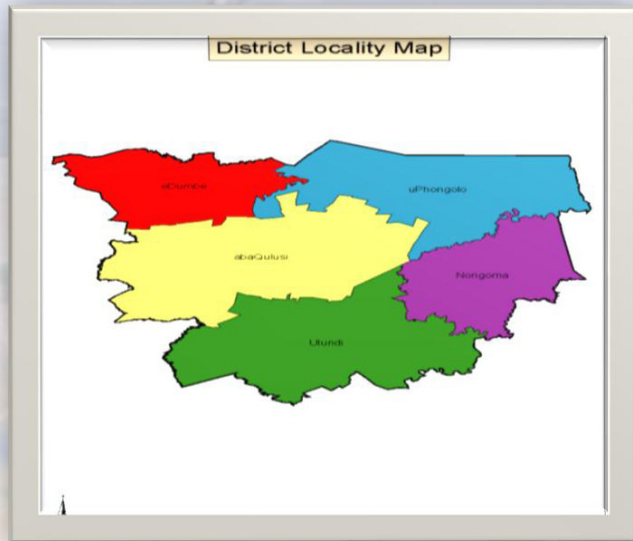 District Locality Map
eDumbe
uPhongolo
abaQulusi
Nongoma
Ulundi